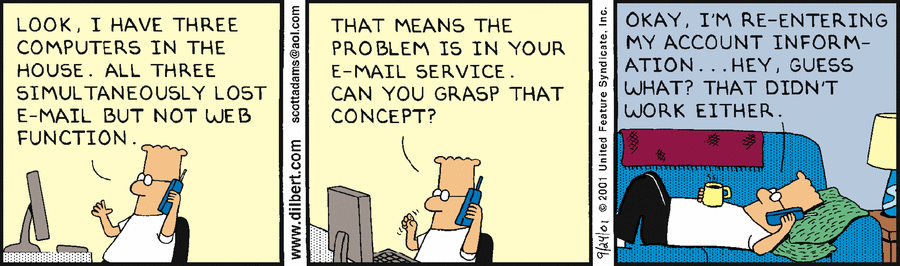 LOOK, I HAVE THREE
COMPUTERS IN THE
HOUSE. ALL THREE
SIMULTANEOUSLY LOST
E-MAIL BUT NOT WEB
FUNCTION.
www.dilbert.com
scottadams@aol.com
THAT MEANS THE
PROBLEM IS IN YOUR
E-MAIL SERVICE.
CAN YOU GRASP THAT
CONCEPT?
9/24/01 © 2001 United Feature Syndicate, Inc.
OKAY, I'M RE-ENTERING
MY ACCOUNT INFORM-
ATION....HEY, GUESS
WHAT? THAT DIDN'T
WORK EITHER.